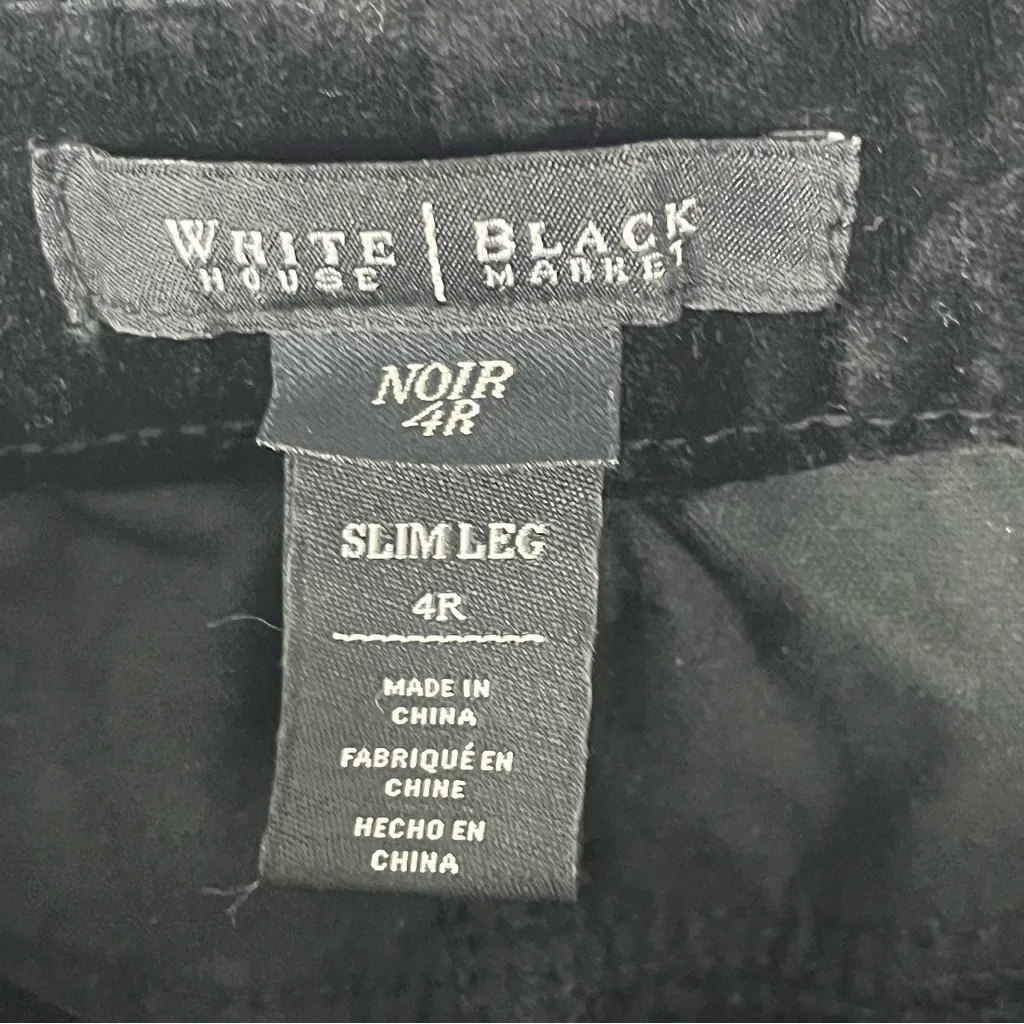 WHITE | BLACK
HOUSE MARKET
NOIR
4R
SLIM LEG
4R
MADE IN
CHINA
FABRIQUÉ EN
CHINE
HECHO EN
CHINA